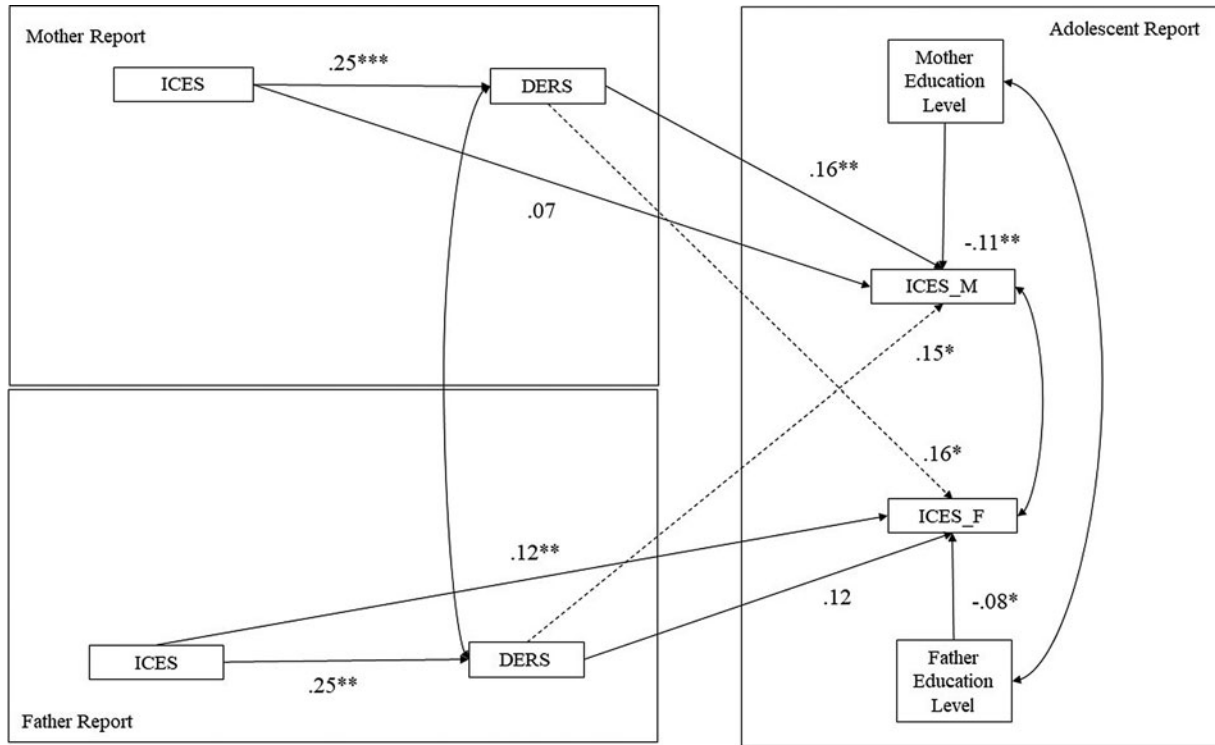 Mother Report
ICES
.25***
DERS
.07
.16**
Adolescent Report
Mother
Education
Level
-.11**
ICES_M
.15*
.16*
ICES_F
.12**
.12
-.08*
ICES
.25**
DERS
Father
Education
Level
Father Report